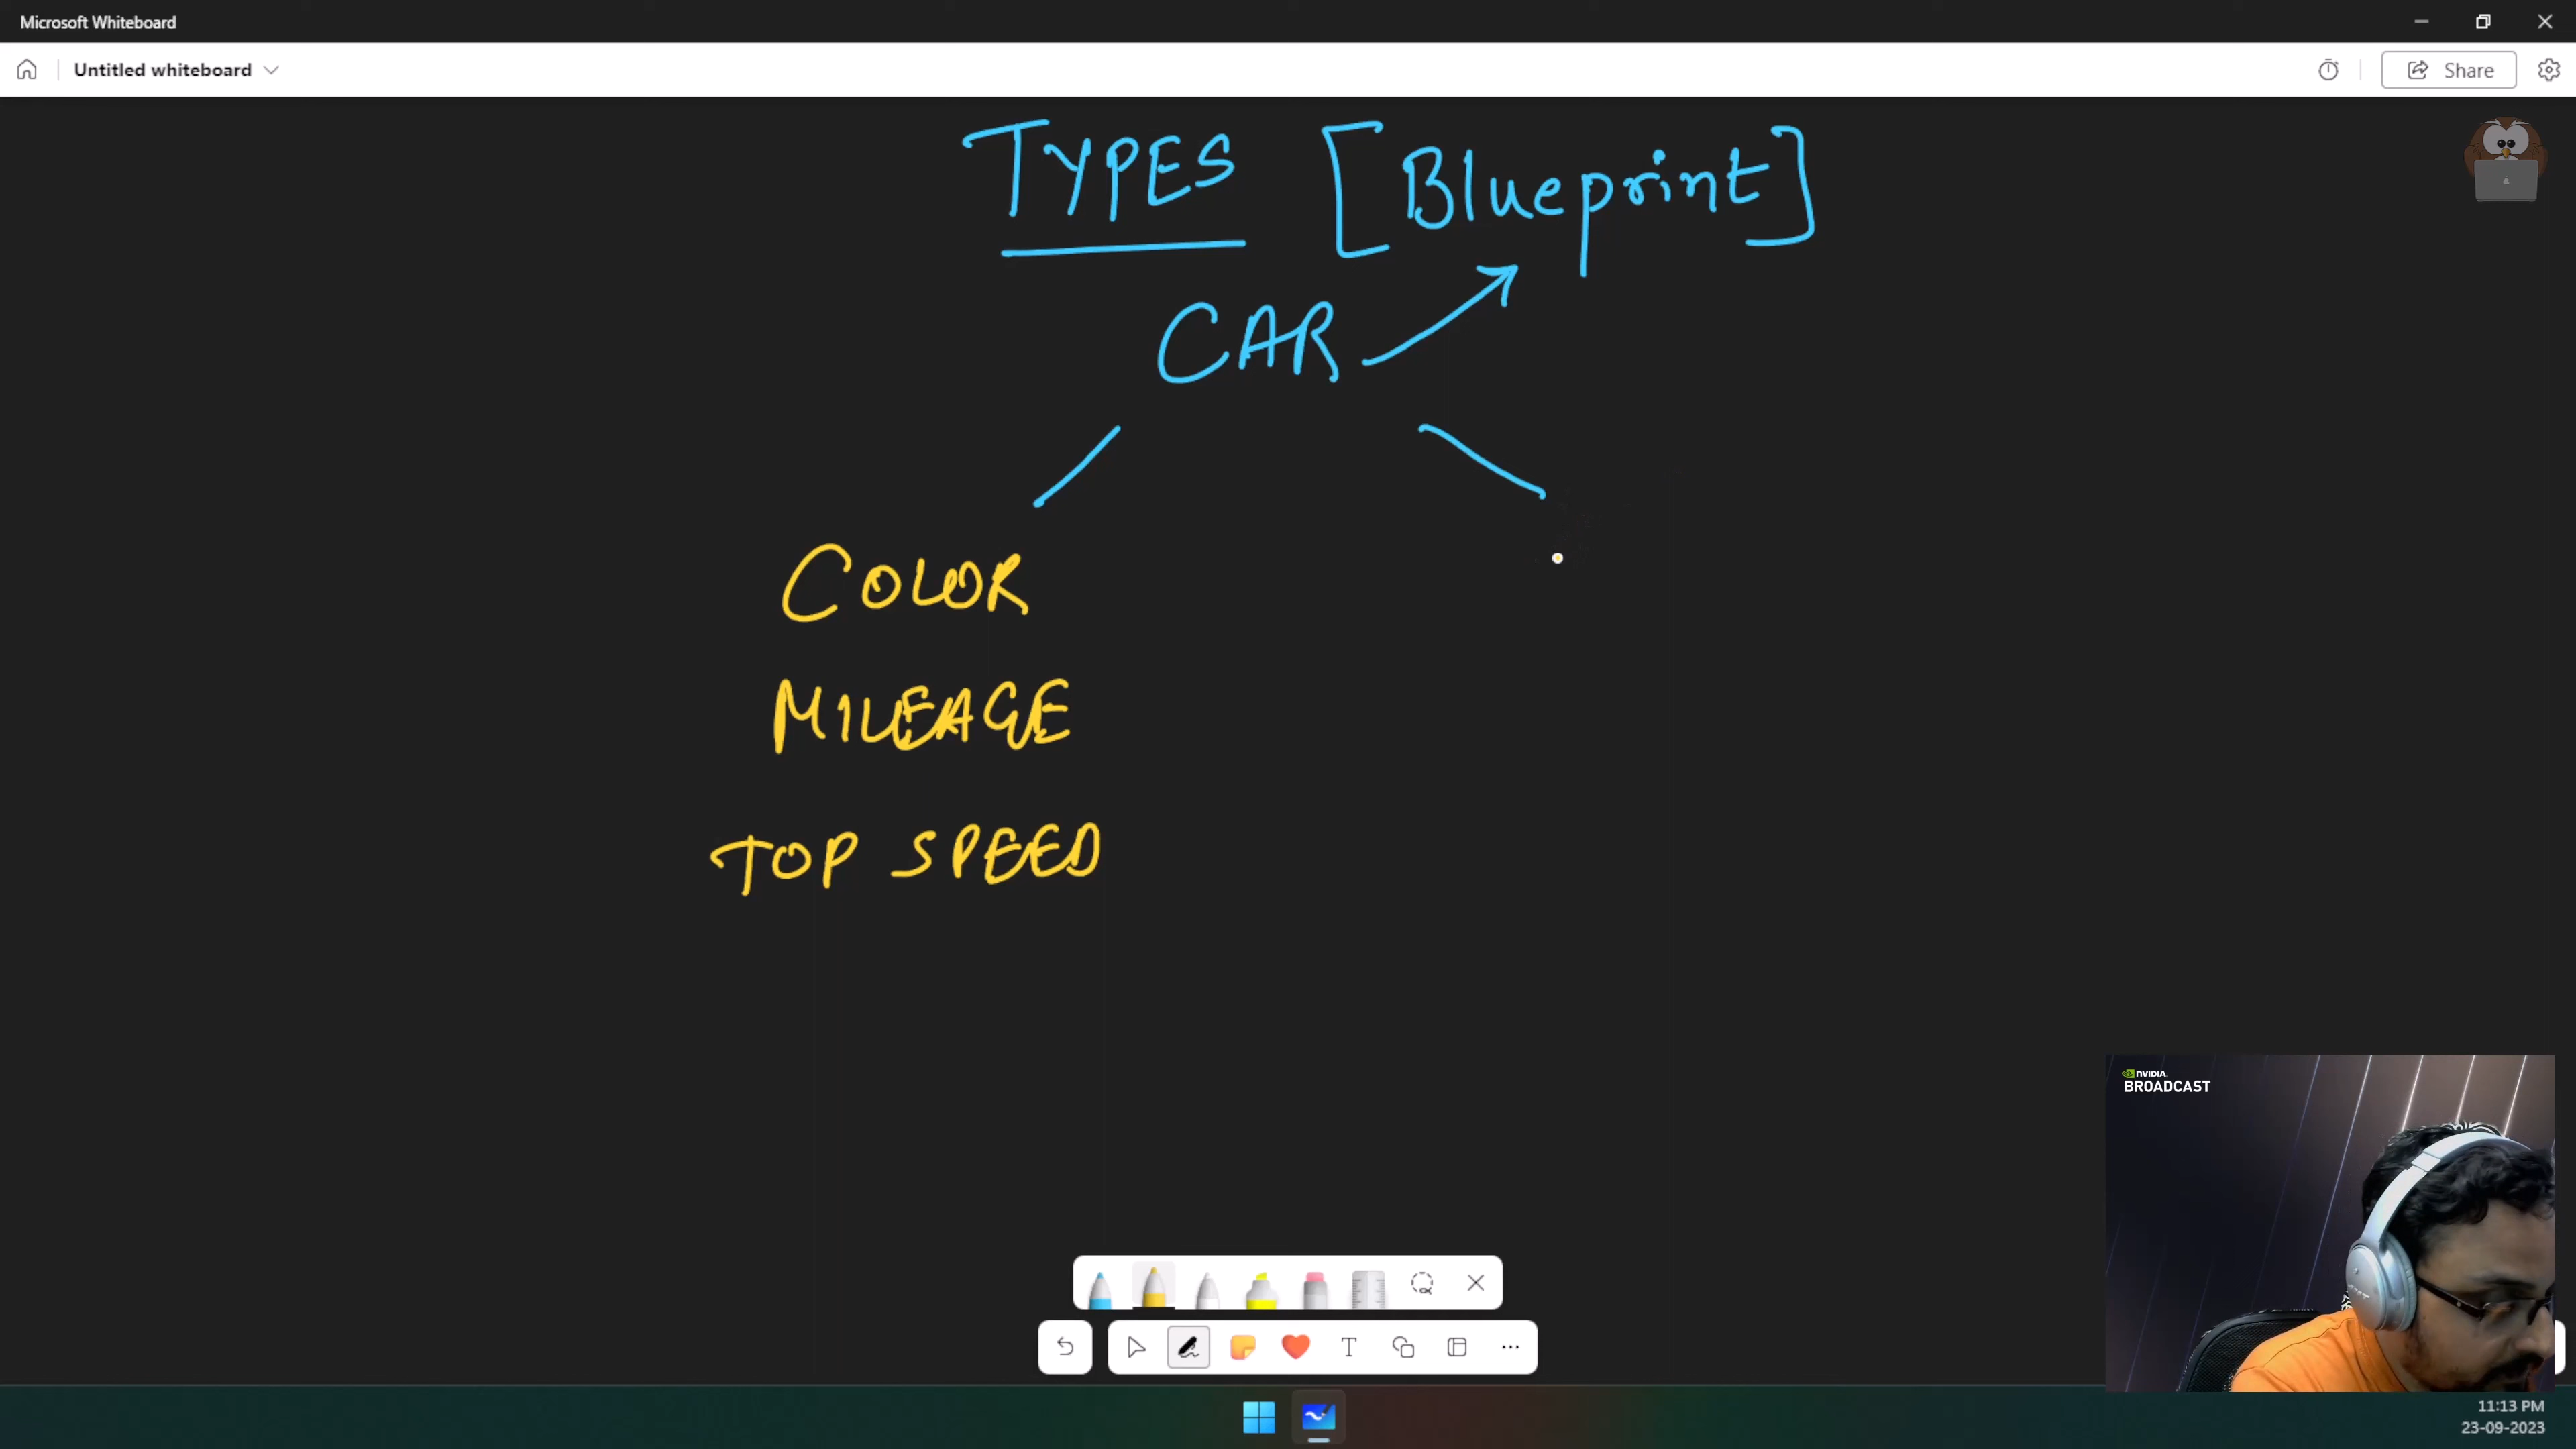 Microsoft Whiteboard
Untitled whiteboard
Share
TYPES [Blueprint]
CAR
COLOR
MILEAGE
TOP SPEED
NVIDIA.
BROADCAST
T
11:13 PM
23-09-2023